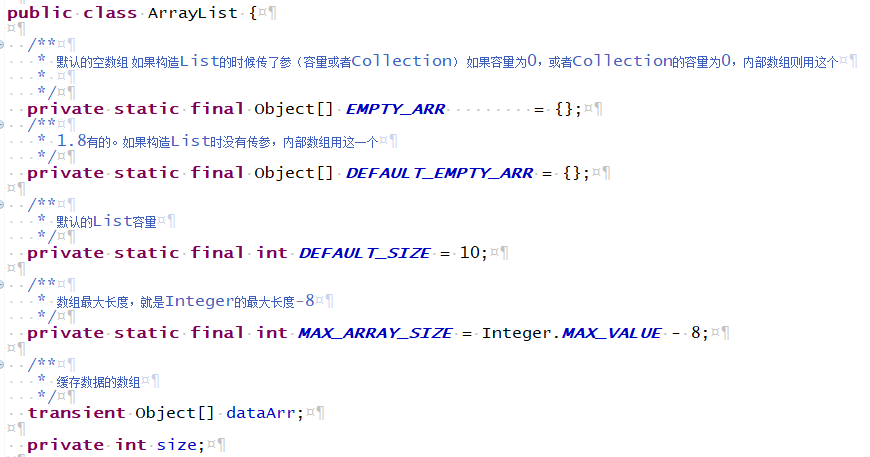 public class ArrayList {
/**
* 默认的空数组 如果构造List的时候传了参（容量或者Collection） 如果容量为0，或者Collection的容量为0，内部数组则用这个
*
*/
private static final Object[] EMPTY_ARR = {};
/**
* 1.8有的。如果构造List时没有传参，内部数组用这一个
*/
private static final Object[] DEFAULT_EMPTY_ARR = {};
/**
* 默认的List容量
*/
private static final int DEFAULT_SIZE = 10;
/**
* 数组最大长度，就是Integer的最大长度-8
*/
private static final int MAX_ARRAY_SIZE = Integer.MAX_VALUE - 8;
/**
* 缓存数据的数组
*/
transient Object[] dataArr;
private int size;